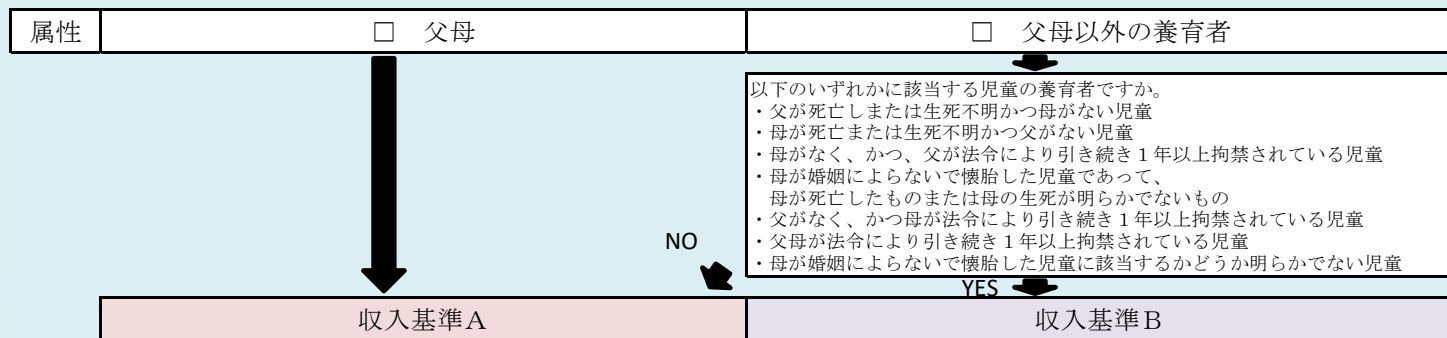 属性
□ 父母
□ 父母以外の養育者
以下のいずれかに該当する児童の養育者ですか。
・父が死亡しまたは生死不明かつ母がない児童
・母が死亡または生死不明かつ父がない児童
・母がなく、かつ、父が法令により引き続き１年以上拘禁されている児童
・母が婚姻によらないで懐胎した児童であって、
母が死亡したものまたは母の生死が明らかでないもの
・父がなく、かつ母が法令により引き続き１年以上拘禁されている児童
・父母が法令により引き続き１年以上拘禁されている児童
・母が婚姻によらないで懐胎した児童に該当するかどうか明らかでない児童
NO
YES
収入基準Ａ
収入基準Ｂ